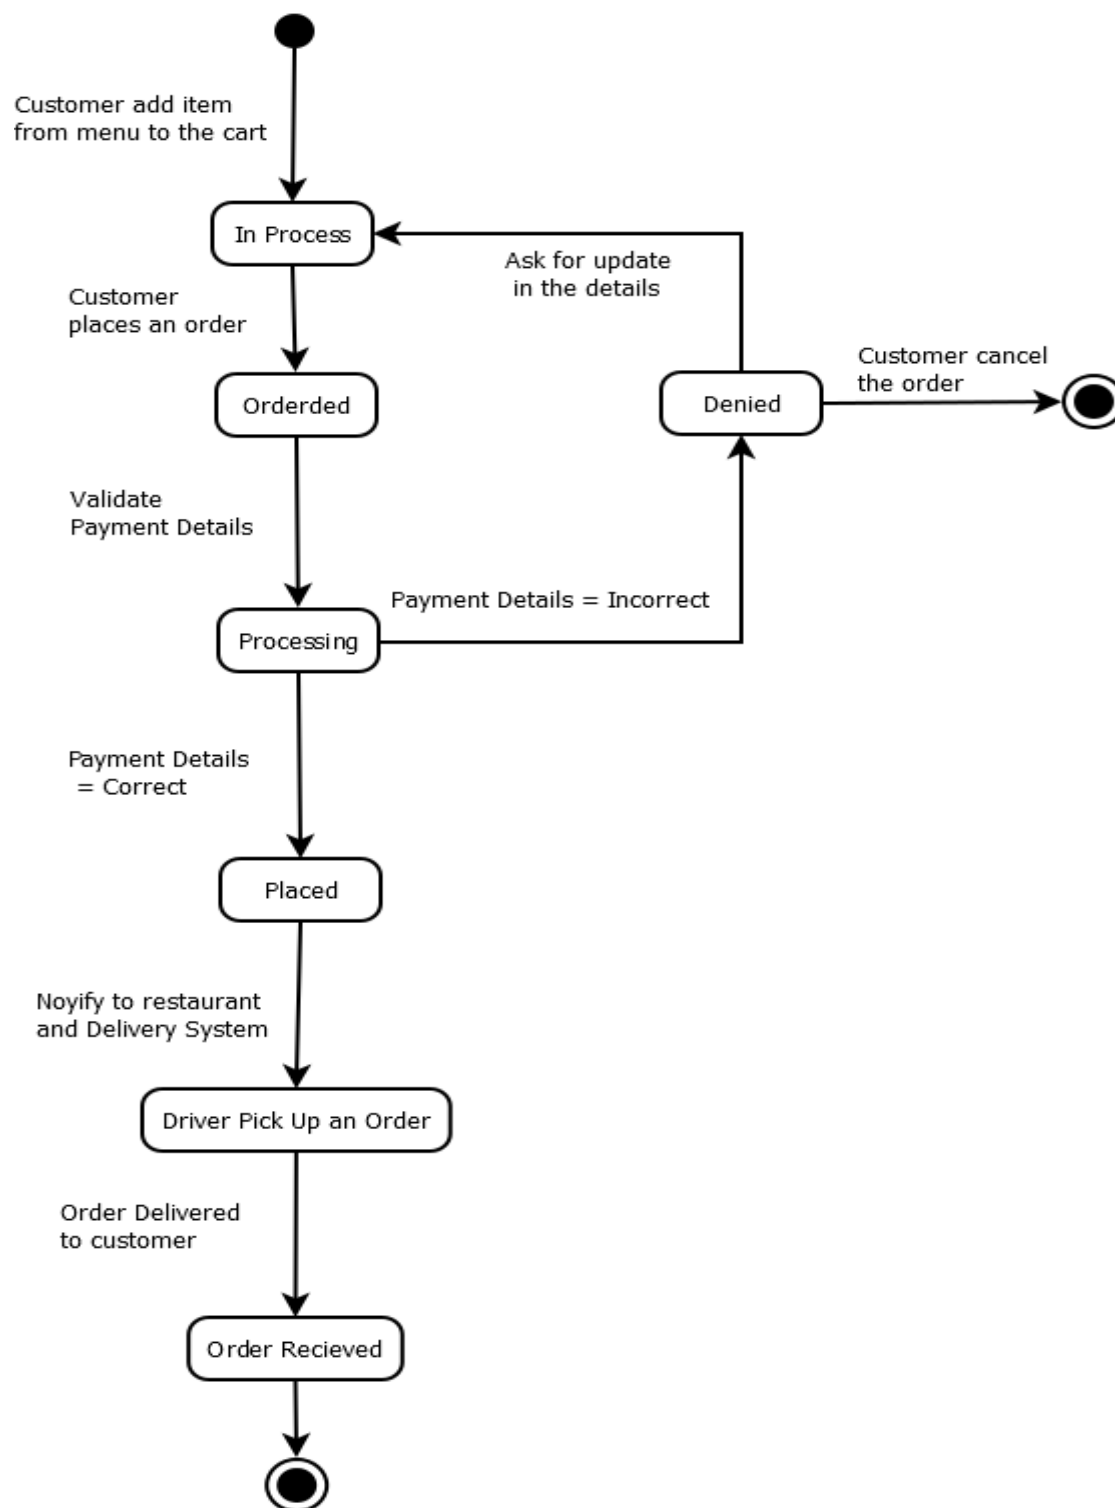 Customer add item
from menu to the cart
In Process
Ask for update
in the details
Customer
places an order
Customer cancel
the order
Orderded
Denied
Validate
Payment Details
Payment Details = Incorrect
Processing
Payment Details
= Correct
Placed
Noyify to restaurant
and Delivery System
Driver Pick Up an Order
Order Delivered
to customer
Order Recieved